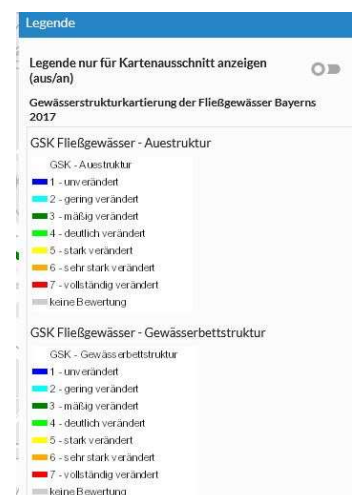 Legende
Legende nur für Kartenausschnitt anzeigen
(aus/an)
Gewässerstrukturkartierung der Fließgewässer Bayerns
2017
GSK Fließgewässer - Auestruktur
GSK - Auestruktur
1 - unverändert
2 - gering verändert
3 - mäßig verändert
4 - deutlich verändert
5 - stark verändert
6 - sehr stark verändert
7 - vollständig verändert
keine Bewertung
GSK Fließgewässer - Gewässerbettstruktur
GSK - Gewässerbettstruktur
1 - unverändert
2 - gering verändert
3 - mäßig verändert
4 - deutlich verändert
5 - stark verändert
6 - sehr stark verändert
7 - vollständig verändert
keine Bewertung